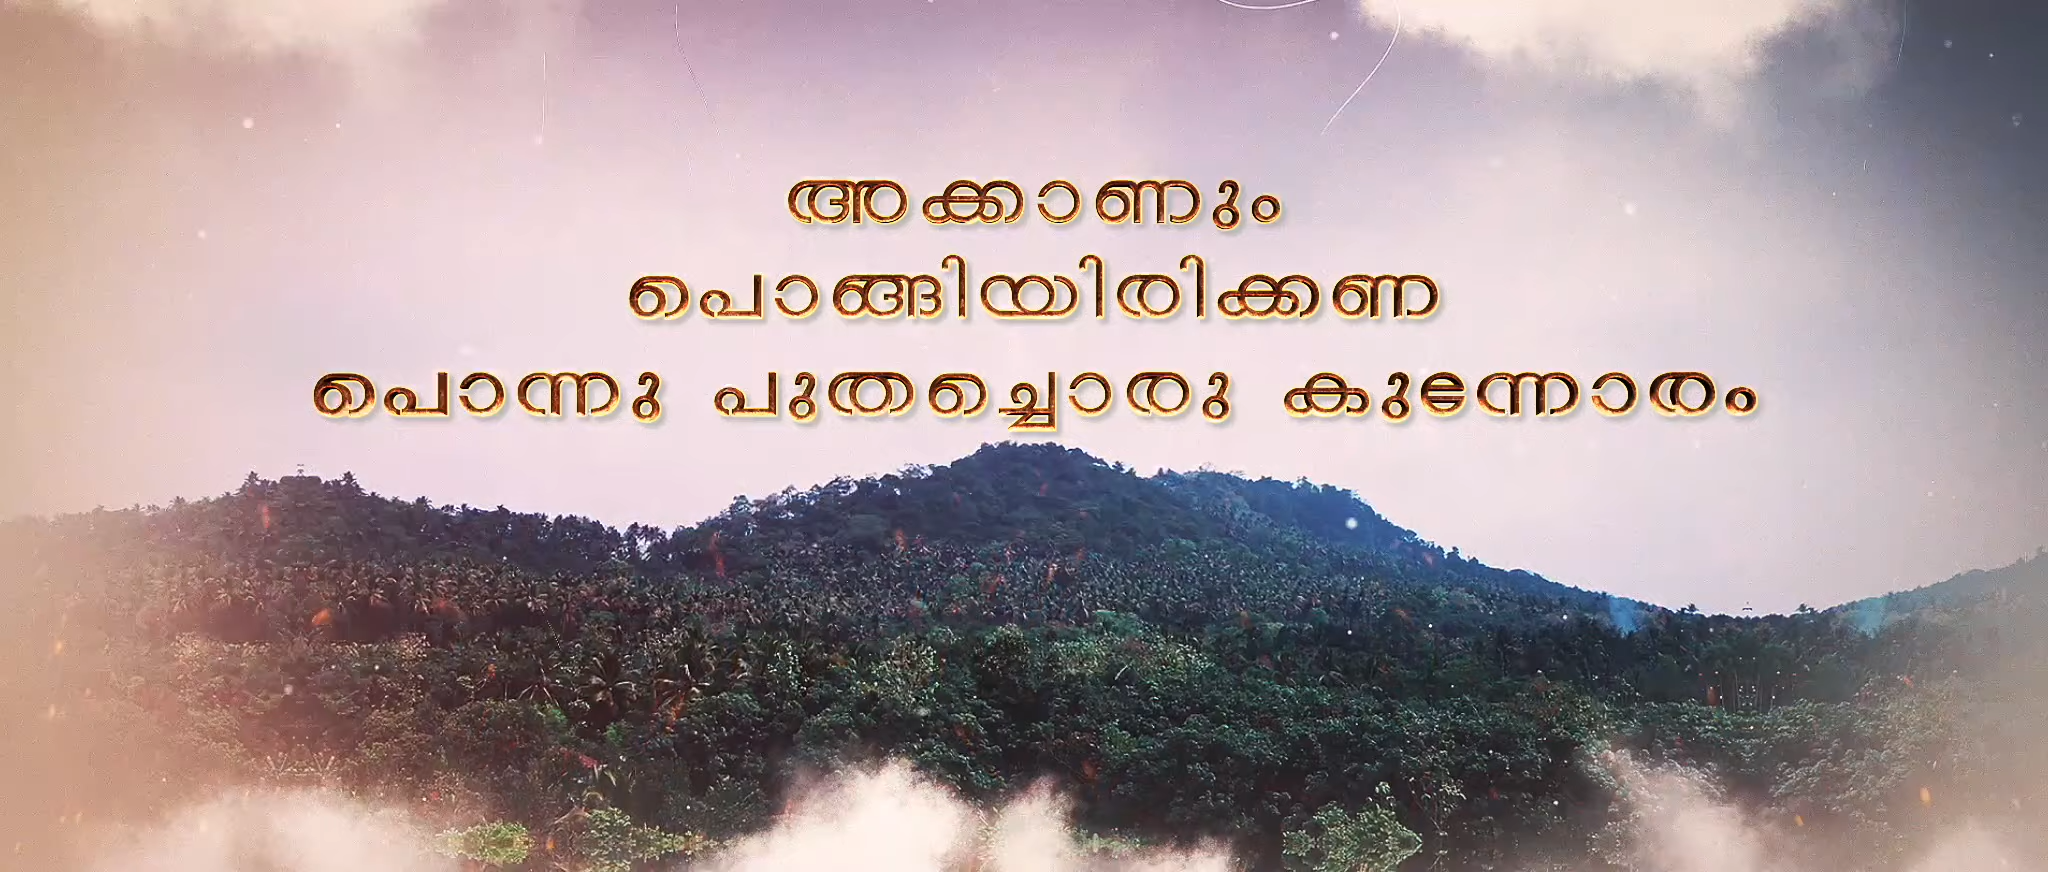 അക്കാണും
പൊങ്ങിയിരിക്കണ
പൊന്നു പുതച്ചൊരു കുന്നോരം